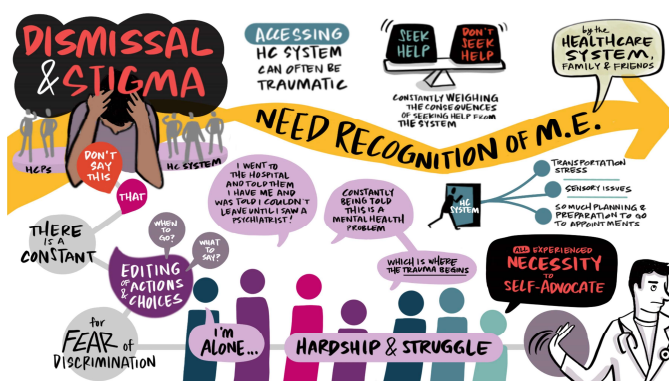 DISMISSAL
& STIGMA
HCPs
HC SYSTEM
DON'T
SAY
THIS
THAT
ACCESSING
HC SYSTEM
CAN OFTEN BE
TRAUMATIC
SEEK
HELP
DON'T
SEEK
HELP
CONSTANTLY WEIGHING
THE CONSEQUENCES
OF SEEKING HELP FROM
THE SYSTEM
by the
HEALTHCARE
SYSTEM,
FAMILY & FRIENDS
NEED RECOGNITION OF M.E.
THERE
IS A
CONSTANT
WHEN
TO
GO?
WHAT
TO
SAY?
EDITING
OF ACTIONS
& CHOICES
for
FEAR of
DISCRIMINATION
I WENT TO
THE HOSPITAL
AND TOLD THEM
I HAVE ME AND
WAS TOLD I COULDN'T
LEAVE UNTIL I SAW A
PSYCHIATRIST!
CONSTANTLY
BEING TOLD
THIS IS A
MENTAL HEALTH
PROBLEM
WHICH IS WHERE
THE TRAUMA BEGINS
HC
SYSTEM
TRANSPORTATION
STRESS
SENSORY ISSUES
SO MUCH PLANNING &
PREPARATION TO GO
TO APPOINTMENTS
ALL EXPERIENCED
NECESSITY
TO
SELF-ADVOCATE
I'm
ALONE...
HARDSHIP & STRUGGLE